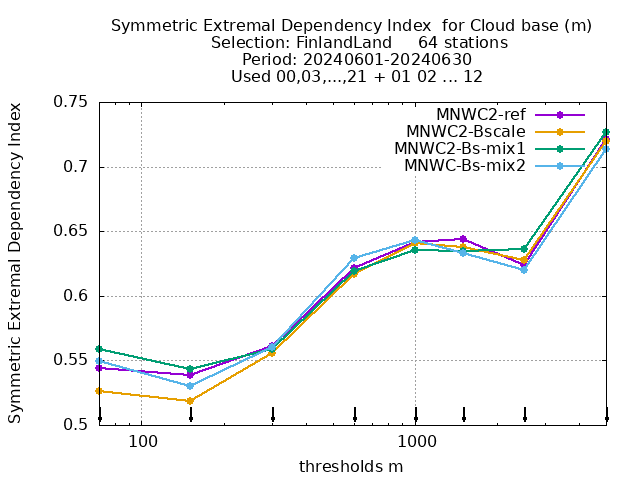 Symmetric Extremal Dependency Index  for Cloud base (m)
Selection: FinlandLand     64 stations
Period: 20240601-20240630
Used 00,03,...,21 + 01 02 ... 12
Symmetric Extremal Dependency Index
0.75
0.7
0.65
0.6
0.55
0.5
MNWC2-ref
MNWC2-Bscale
MNWC2-Bs-mix1
MNWC-Bs-mix2
100
1000
thresholds m